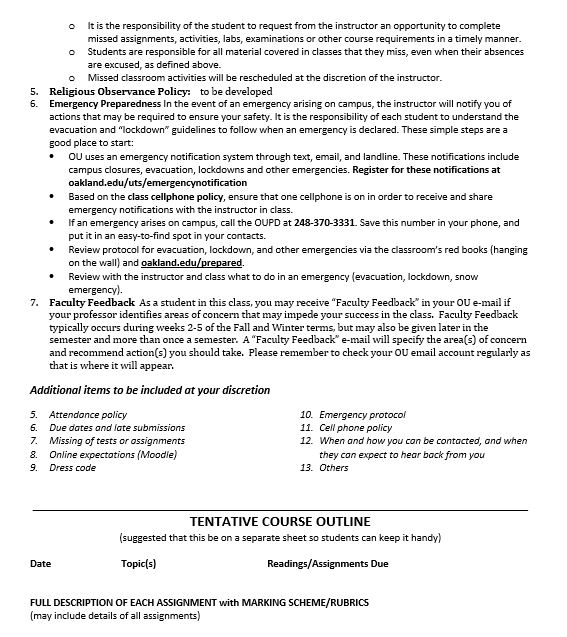 o It is the responsibility of the student to request from the instructor an opportunity to complete
missed assignments, activities, labs, examinations or other course requirements in a timely manner.
o Students are responsible for all material covered in classes that they miss, even when their absences
are excused, as defined above.
o Missed classroom activities will be rescheduled at the discretion of the instructor.
5. Religious Observance Policy: to be developed
6. Emergency Preparedness In the event of an emergency arising on campus, the instructor will notify you of
actions that may be required to ensure your safety. It is the responsibility of each student to understand the
evacuation and “lockdown” guidelines to follow when an emergency is declared. These simple steps are a
good place to start:
• OU uses an emergency notification system through text, email, and landline. These notifications include
campus closures, evacuation, lockdowns and other emergencies. Register for these notifications at
oakland.edu/uts/emergencynotification
• Based on the class cellphone policy, ensure that one cellphone is on in order to receive and share
emergency notifications with the instructor in class.
• If an emergency arises on campus, call the OUPD at 248-370-3331. Save this number in your phone, and
put it in an easy-to-find spot in your contacts.
• Review protocol for evacuation, lockdown, and other emergencies via the classroom’s red books (hanging
on the wall) and oakland.edu/prepared.
• Review with the instructor and class what to do in an emergency (evacuation, lockdown, snow
emergency).
7. Faculty Feedback As a student in this class, you may receive “Faculty Feedback” in your OU e-mail if
your professor identifies areas of concern that may impede your success in the class. Faculty Feedback
typically occurs during weeks 2-5 of the Fall and Winter terms, but may also be given later in the
semester and more than once a semester. A “Faculty Feedback” e-mail will specify the area(s) of concern
and recommend action(s) you should take. Please remember to check your OU email account regularly as
that is where it will appear.
Additional items to be included at your discretion
5. Attendance policy
6. Due dates and late submissions
7. Missing of tests or assignments
8. Online expectations (Moodle)
9. Dress code
10. Emergency protocol
11. Cell phone policy
12. When and how you can be contacted, and when
they can expect to hear back from you
13. Others
TENTATIVE COURSE OUTLINE
(suggested that this be on a separate sheet so students can keep it handy)
Date Topic(s) Readings/Assignments Due
FULL DESCRIPTION OF EACH ASSIGNMENT with MARKING SCHEME/RUBRICS
(may include details of all assignments)